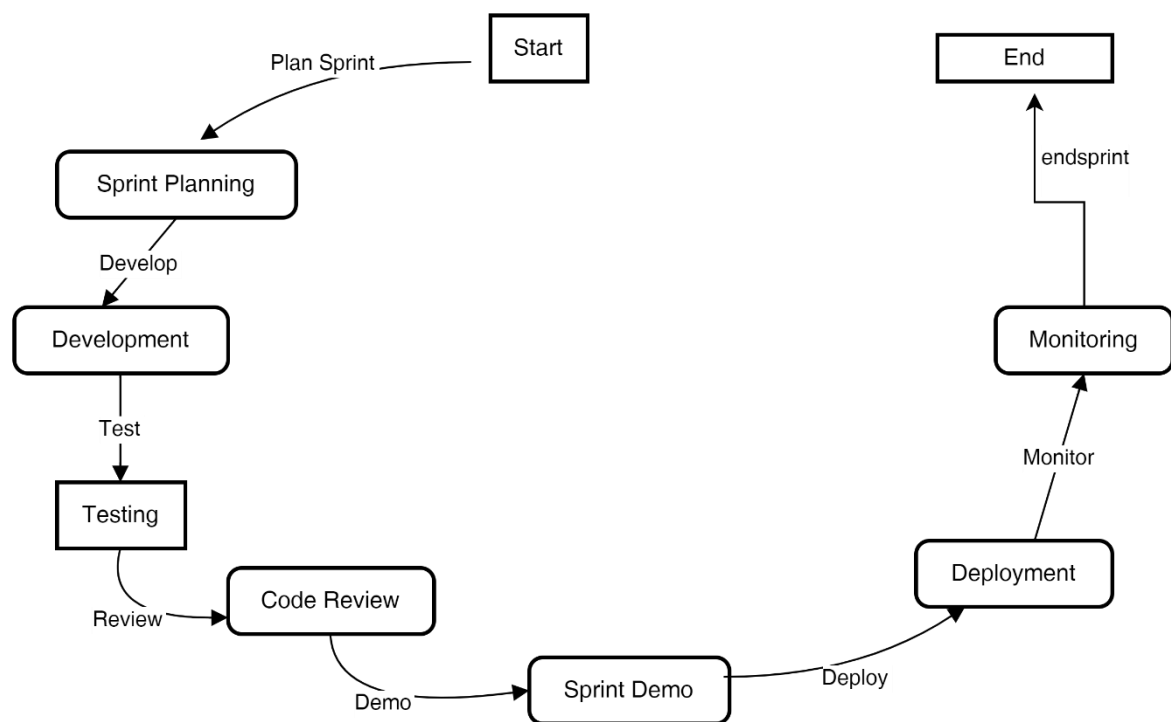 Start
Plan Sprint
Sprint Planning
Develop
Development
Test
Testing
Review
Code Review
Demo
Sprint Demo
Deploy
Deployment
Monitor
Monitoring
endsprint
End